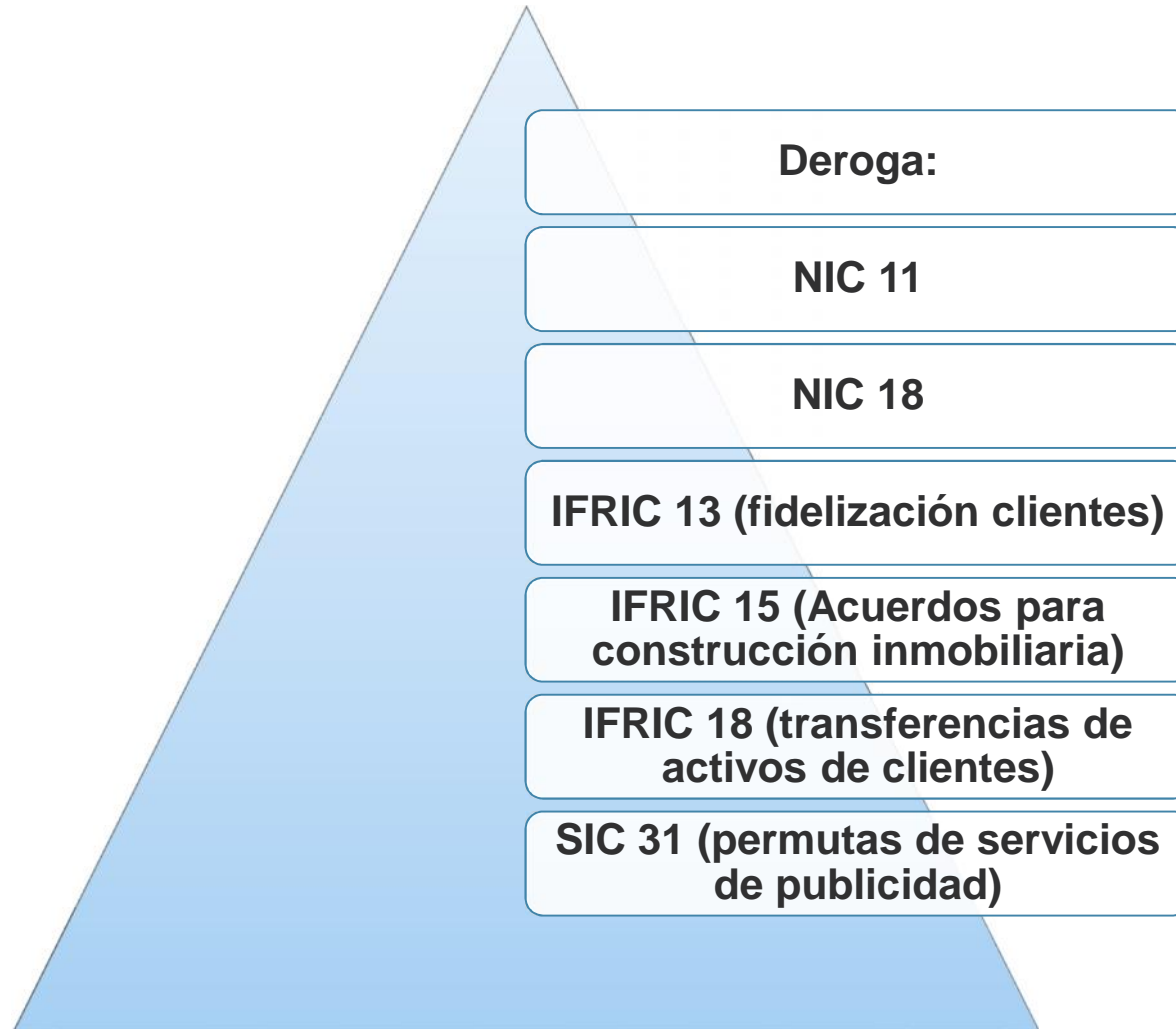 Deroga:
NIC 11
NIC 18
IFRIC 13 (fidelización clientes)
IFRIC 15 (Acuerdos para
construcción inmobiliaria)
IFRIC 18 (transferencias de
activos de clientes)
SIC 31 (permutas de servicios
de publicidad)